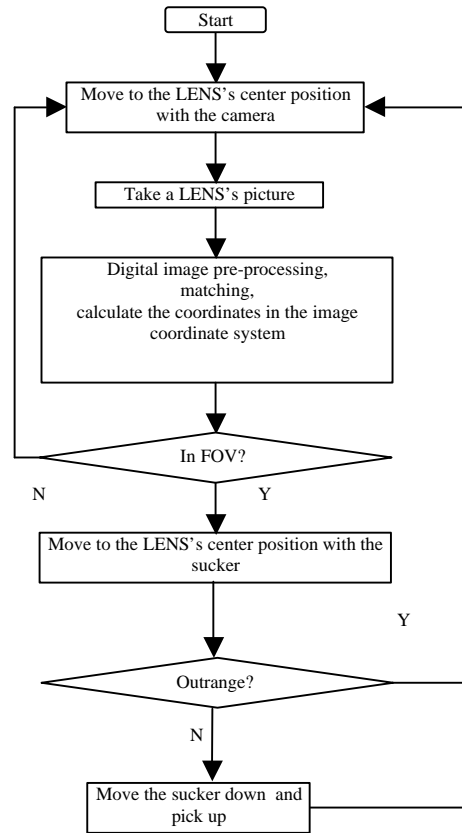 Start
Move to the LENS’s center position
with the camera
Take a LENS’s picture
Digital image pre-processing,
matching,
calculate the coordinates in the image
coordinate system
In FOV?
N
Y
Move to the LENS’s center position with the
sucker
Y
Outrange?
N
Move the sucker down and
pick up